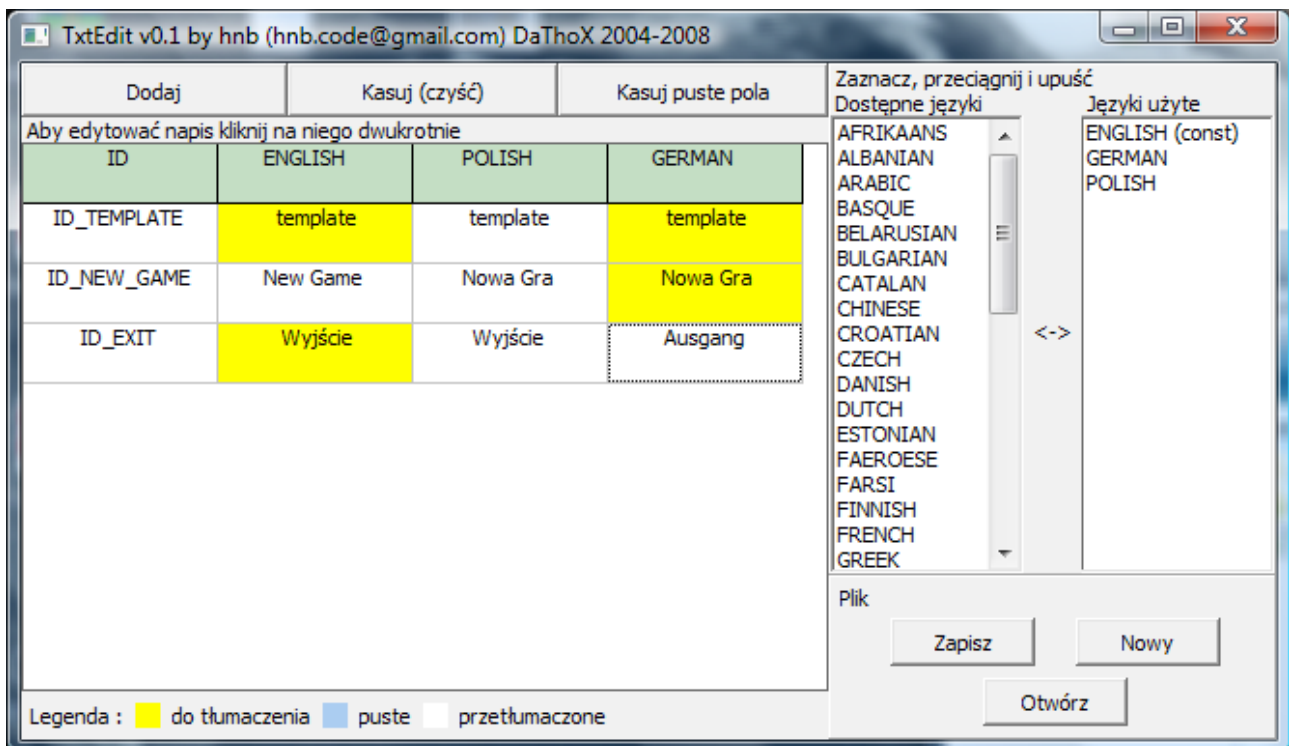 TxtEdit v0.1 by hnb (hnb.code@gmail.com) DaThoX 2004-2008
Dodaj Kasuj (czyść) Kasuj puste pola
Aby edytować napis kliknij na niego dwukrotnie
ID ENGLISH POLISH GERMAN
ID_TEMPLATE template template template
ID_NEW_GAME New Game Nowa Gra Nowa Gra
ID_EXIT Wyjście Wyjście Ausgang
Legenda : do tłumaczenia puste przetłumaczone
Zaznacz, przeciągnij i upuść
Dostępne języki
AFRIKAANS
ALBANIAN
ARABIC
BASQUE
BELARUSIAN
BULGARIAN
CATALAN
CHINESE
CROATIAN
CZECH
DANISH
DUTCH
ESTONIAN
FAEROESE
FARSI
FINNISH
FRENCH
GREEK
<->
Języki użyte
ENGLISH (const)
GERMAN
POLISH
Plik
Zapisz Nowy
Otwórz